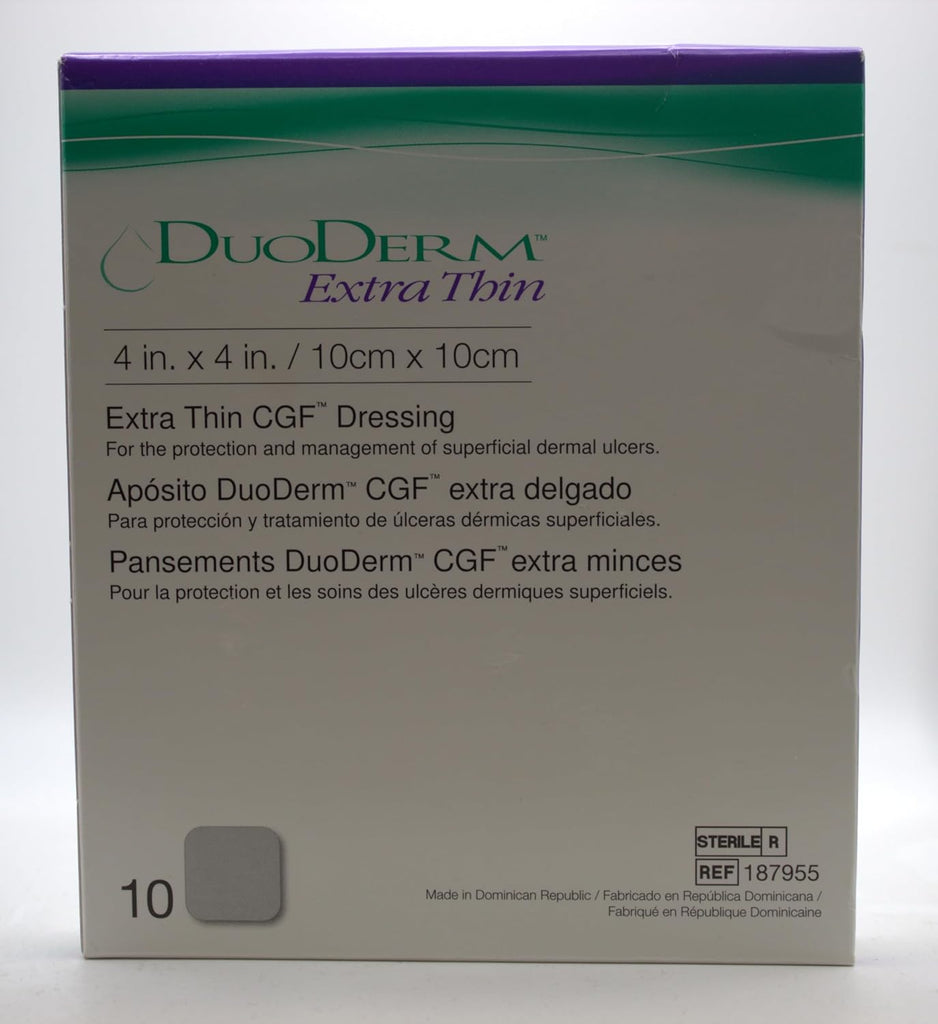 DUODERM™
Extra Thin
4 in. x 4 in. / 10cm x 10cm
Extra Thin CGF™ Dressing
For the protection and management of superficial dermal ulcers.
Apósito DuoDerm™ CGF™ extra delgado
Para protección y tratamiento de úlceras dérmicas superficiales.
Pansements DuoDerm™ CGF™ extra minces
Pour la protection et les soins des ulcères dermiques superficiels.
10
STERILE R
REF 187955
Made in Dominican Republic / Fabricado en República Dominicana /
Fabriqué en République Dominicaine